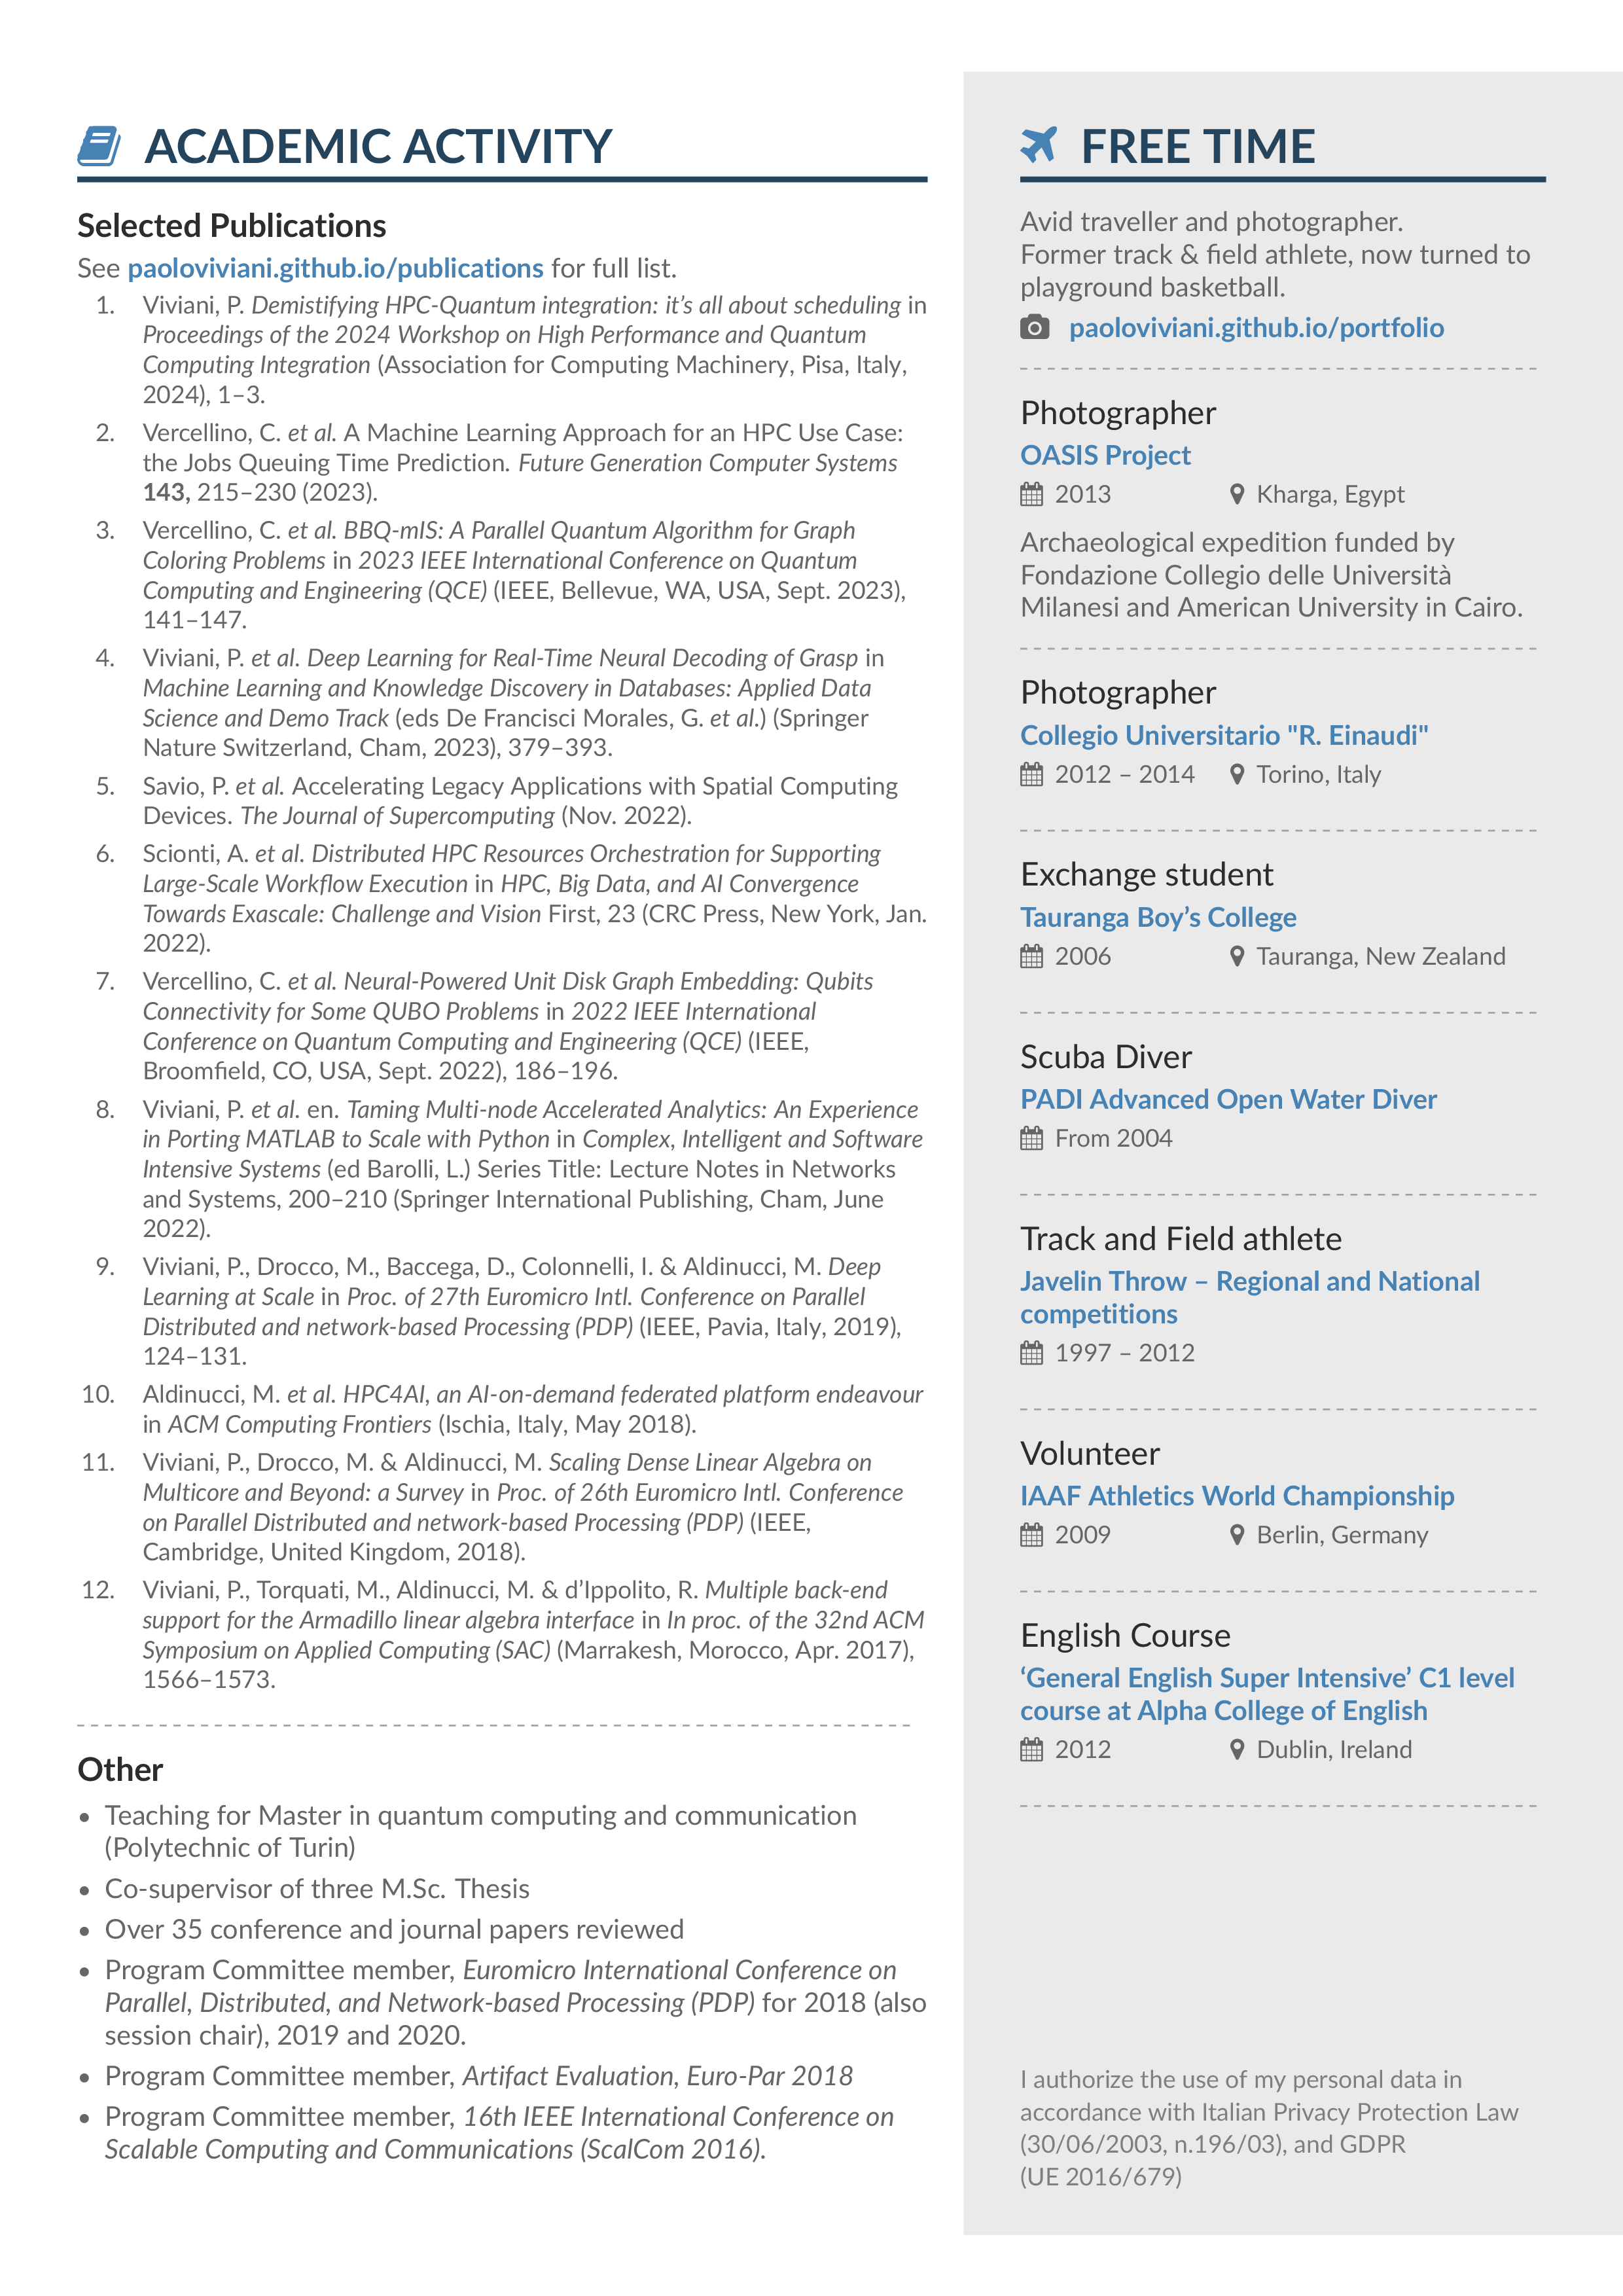 ACADEMIC ACTIVITY
Selected Publications
See paoloviviani.github.io/publications for full list.
1. Viviani, P. Demistifying HPC-Quantum integration: it’s all about scheduling in
Proceedings of the 2024 Workshop on High Performance and Quantum
Computing Integration (Association for Computing Machinery, Pisa, Italy,
2024), 1–3.
2. Vercellino, C. et al. A Machine Learning Approach for an HPC Use Case:
the Jobs Queuing Time Prediction. Future Generation Computer Systems
143, 215–230 (2023).
3. Vercellino, C. et al. BBQ-mIS: A Parallel Quantum Algorithm for Graph
Coloring Problems in 2023 IEEE International Conference on Quantum
Computing and Engineering (QCE) (IEEE, Bellevue, WA, USA, Sept. 2023),
141–147.
4. Viviani, P. et al. Deep Learning for Real-Time Neural Decoding of Grasp in
Machine Learning and Knowledge Discovery in Databases: Applied Data
Science and Demo Track (eds De Francisci Morales, G. et al.) (Springer
Nature Switzerland, Cham, 2023), 379–393.
5. Savio, P. et al. Accelerating Legacy Applications with Spatial Computing
Devices. The Journal of Supercomputing (Nov. 2022).
6. Scionti, A. et al. Distributed HPC Resources Orchestration for Supporting
Large-Scale Workflow Execution in HPC, Big Data, and AI Convergence
Towards Exascale: Challenge and Vision First, 23 (CRC Press, New York, Jan.
2022).
7. Vercellino, C. et al. Neural-Powered Unit Disk Graph Embedding: Qubits
Connectivity for Some QUBO Problems in 2022 IEEE International
Conference on Quantum Computing and Engineering (QCE) (IEEE,
Broomfield, CO, USA, Sept. 2022), 186–196.
8. Viviani, P. et al. en. Taming Multi-node Accelerated Analytics: An Experience
in Porting MATLAB to Scale with Python in Complex, Intelligent and Software
Intensive Systems (ed Barolli, L.) Series Title: Lecture Notes in Networks
and Systems, 200–210 (Springer International Publishing, Cham, June
2022).
9. Viviani, P., Drocco, M., Baccega, D., Colonnelli, I. & Aldinucci, M. Deep
Learning at Scale in Proc. of 27th Euromicro Intl. Conference on Parallel
Distributed and network-based Processing (PDP) (IEEE, Pavia, Italy, 2019),
124–131.
10. Aldinucci, M. et al. HPC4AI, an AI-on-demand federated platform endeavour
in ACM Computing Frontiers (Ischia, Italy, May 2018).
11. Viviani, P., Drocco, M. & Aldinucci, M. Scaling Dense Linear Algebra on
Multicore and Beyond: a Survey in Proc. of 26th Euromicro Intl. Conference
on Parallel Distributed and network-based Processing (PDP) (IEEE,
Cambridge, United Kingdom, 2018).
12. Viviani, P., Torquati, M., Aldinucci, M. & d’Ippolito, R. Multiple back-end
support for the Armadillo linear algebra interface in In proc. of the 32nd ACM
Symposium on Applied Computing (SAC) (Marrakesh, Morocco, Apr. 2017),
1566–1573.
Other
• Teaching for Master in quantum computing and communication
(Polytechnic of Turin)
• Co-supervisor of three M.Sc. Thesis
• Over 35 conference and journal papers reviewed
• Program Committee member, Euromicro International Conference on
Parallel, Distributed, and Network-based Processing (PDP) for 2018 (also
session chair), 2019 and 2020.
• Program Committee member, Artifact Evaluation, Euro-Par 2018
• Program Committee member, 16th IEEE International Conference on
Scalable Computing and Communications (ScalCom 2016).
FREE TIME
Avid traveller and photographer.
Former track & field athlete, now turned to
playground basketball.
paoloviviani.github.io/portfolio
Photographer
OASIS Project
2013 Kharga, Egypt
Archaeological expedition funded by
Fondazione Collegio delle Università
Milanesi and American University in Cairo.
Photographer
Collegio Universitario "R. Einaudi"
2012 – 2014 Torino, Italy
Exchange student
Tauranga Boy’s College
2006 Tauranga, New Zealand
Scuba Diver
PADI Advanced Open Water Diver
From 2004
Track and Field athlete
Javelin Throw – Regional and National
competitions
1997 – 2012
Volunteer
IAAF Athletics World Championship
2009 Berlin, Germany
English Course
‘General English Super Intensive’ C1 level
course at Alpha College of English
2012 Dublin, Ireland
I authorize the use of my personal data in
accordance with Italian Privacy Protection Law
(30/06/2003, n.196/03), and GDPR
(UE 2016/679)